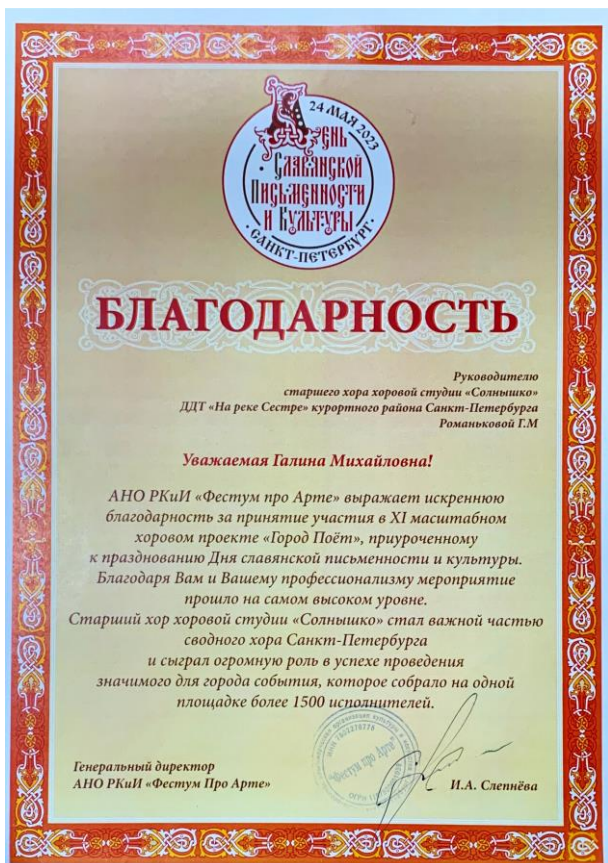 24 МАЯ 2023
День
Славянской
Письменности
и Культуры
САНКТ-ПЕТЕРБУРГ
БЛАГОДАРНОСТЬ
Руководителю
старшего хора хоровой студии «Солнышко»
ДДТ «На реке Сестре» курортного района Санкт-Петербурга
Романьковой Г.М
Уважаемая Галина Михайловна!
АНО РКиИ «Фестум про Арте» выражает искреннюю
благодарность за принятие участия в XI масштабном
хоровом проекте «Город Поёт», приуроченному
к празднованию Дня славянской письменности и культуры.
Благодаря Вам и Вашему профессионализму мероприятие
прошло на самом высоком уровне.
Старший хор хоровой студии «Солнышко» стал важной частью
сводного хора Санкт-Петербурга
и сыграл огромную роль в успехе проведения
значимого для города события, которое собрало на одной
площадке более 1500 исполнителей.
"Фестум про Арте"
Генеральный директор
АНО РКиИ «Фестум Про Арте»
И.А. Слепнёва